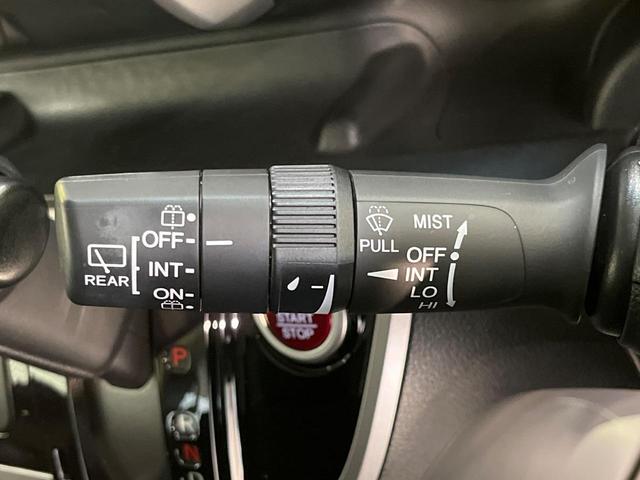 REAR
OFF
INT
ON
PULL
MIST
OFF
INT
LO
HI
START
STOP
P
R
N
D